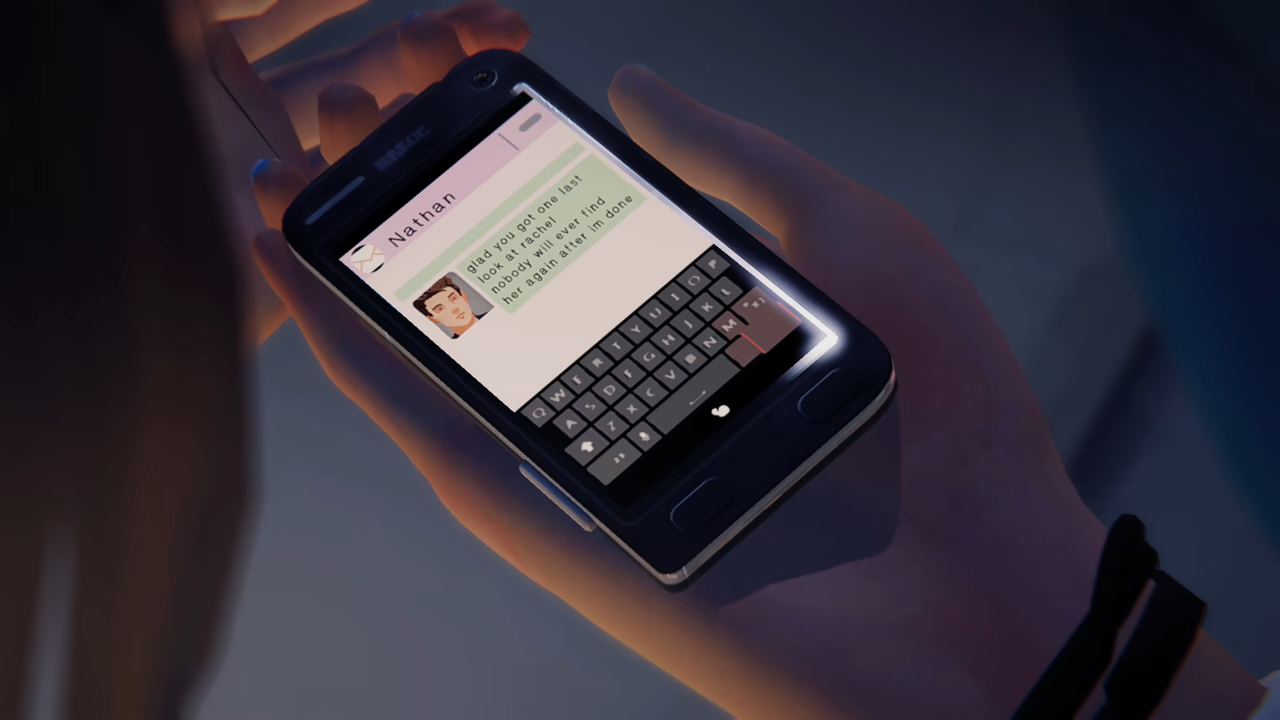 Nathan
glad you got one last
look at rachel
nobody will ever find
her again after im done
Q W E R T Y U I O P
A S D F G H J K L
Z X C V B N M